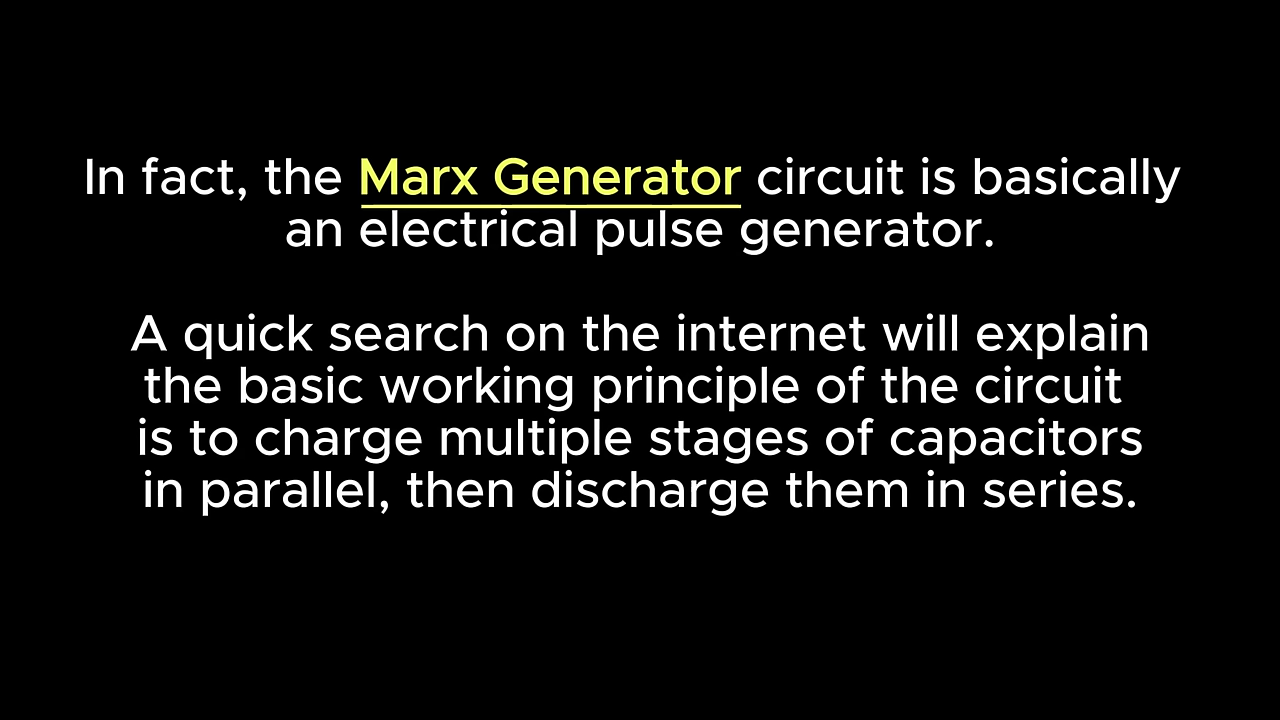 In fact, the Marx Generator circuit is basically
an electrical pulse generator.
A quick search on the internet will explain
the basic working principle of the circuit
is to charge multiple stages of capacitors
in parallel, then discharge them in series.